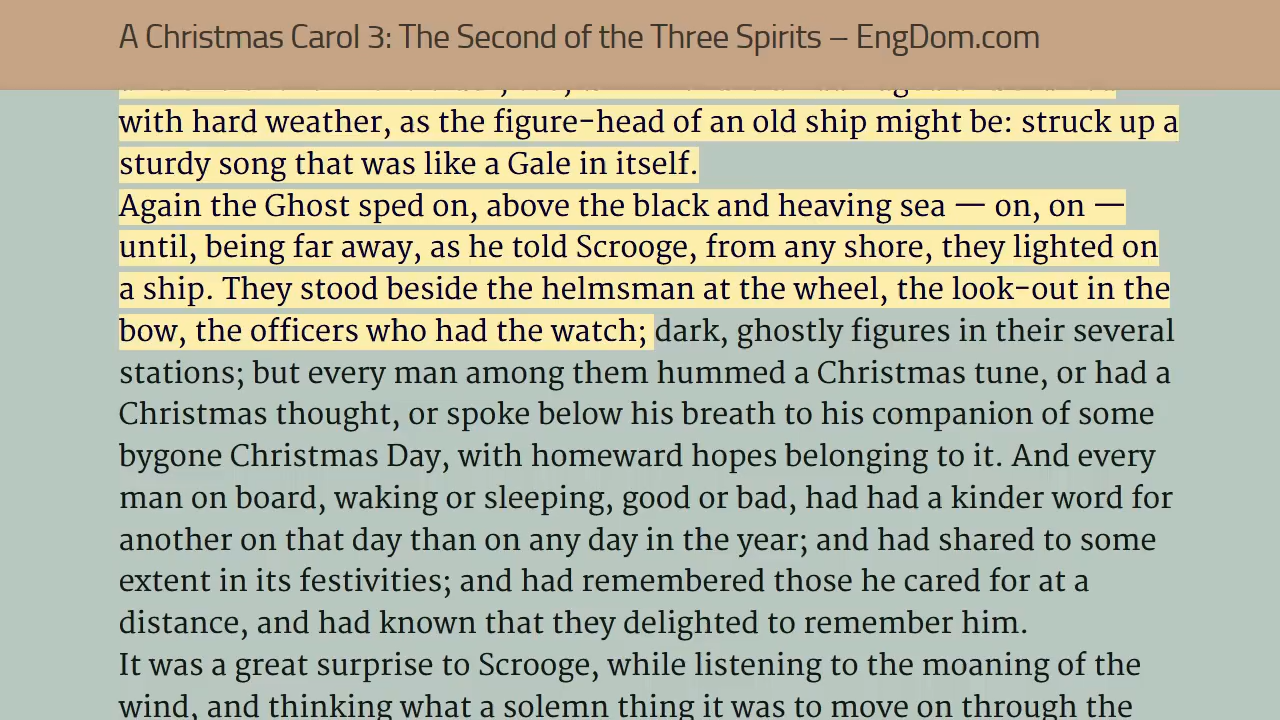 A Christmas Carol 3: The Second of the Three Spirits – EngDom.com
with hard weather, as the figure-head of an old ship might be: struck up a
sturdy song that was like a Gale in itself.
Again the Ghost sped on, above the black and heaving sea — on, on —
until, being far away, as he told Scrooge, from any shore, they lighted on
a ship. They stood beside the helmsman at the wheel, the look-out in the
bow, the officers who had the watch; dark, ghostly figures in their several
stations; but every man among them hummed a Christmas tune, or had a
Christmas thought, or spoke below his breath to his companion of some
bygone Christmas Day, with homeward hopes belonging to it. And every
man on board, waking or sleeping, good or bad, had had a kinder word for
another on that day than on any day in the year; and had shared to some
extent in its festivities; and had remembered those he cared for at a
distance, and had known that they delighted to remember him.
It was a great surprise to Scrooge, while listening to the moaning of the
wind, and thinking what a solemn thing it was to move on through the